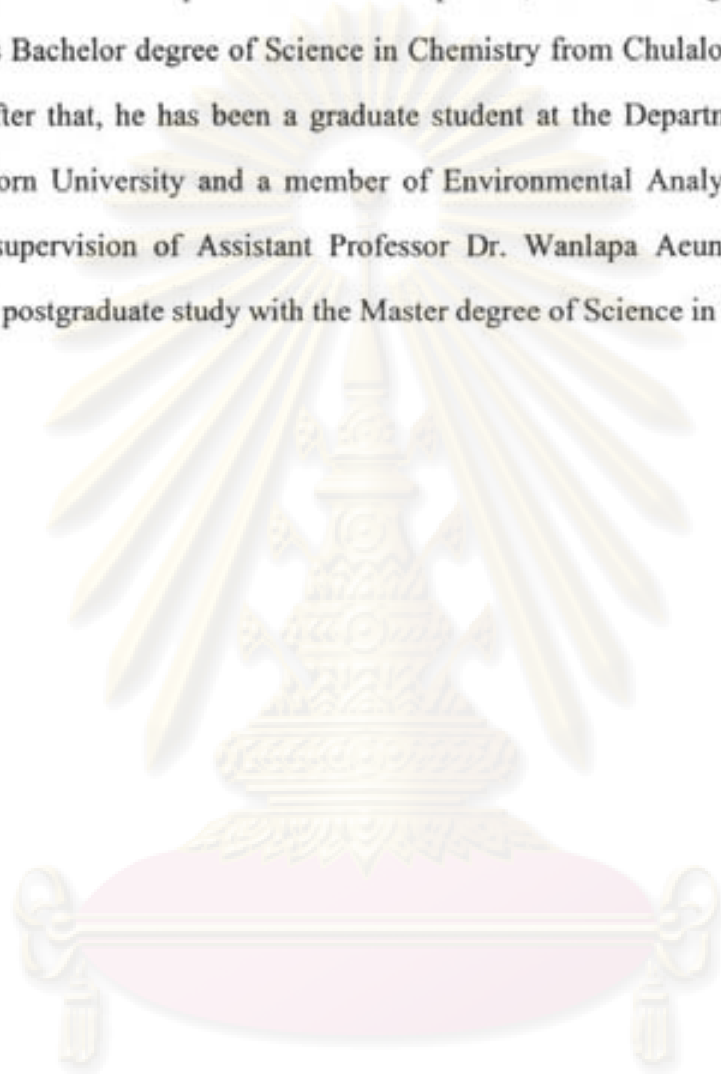 Bachelor degree of Science in Chemistry from Chulalo
ter that, he has been a graduate student at the Departn
orn University and a member of Environmental Analy
supervision of Assistant Professor Dr. Wanlapa Aeun
postgraduate study with the Master degree of Science in